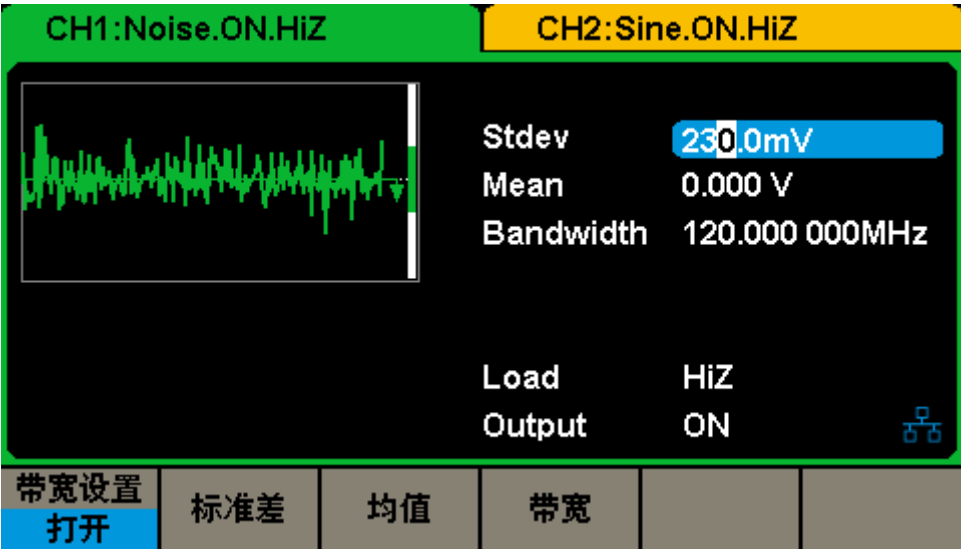 CH1:Noise.ON.HiZ CH2:Sine.ON.HiZ
Stdev 230.0mV
Mean 0.000 V
Bandwidth 120.000 000MHz
Load HiZ
Output ON
带宽设置
打开
标准差
均值
带宽